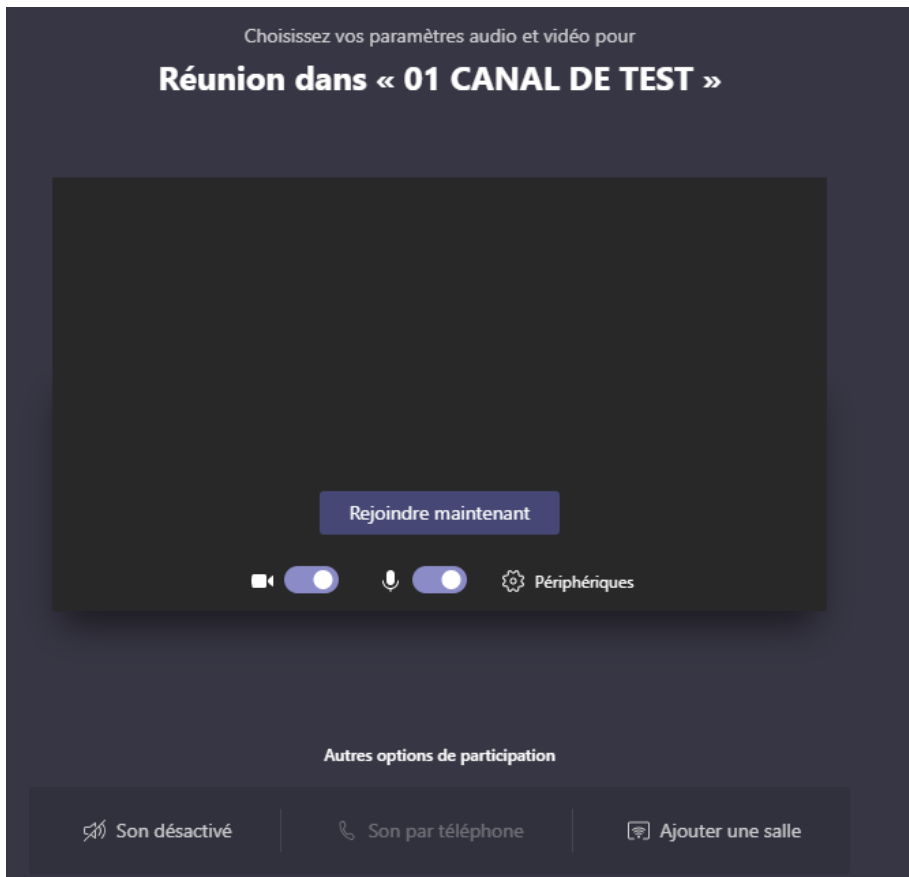 Choisissez vos paramètres audio et vidéo pour
Réunion dans « 01 CANAL DE TEST »
Rejoindre maintenant
Périphériques
Autres options de participation
Son désactivé
Son par téléphone
Ajouter une salle